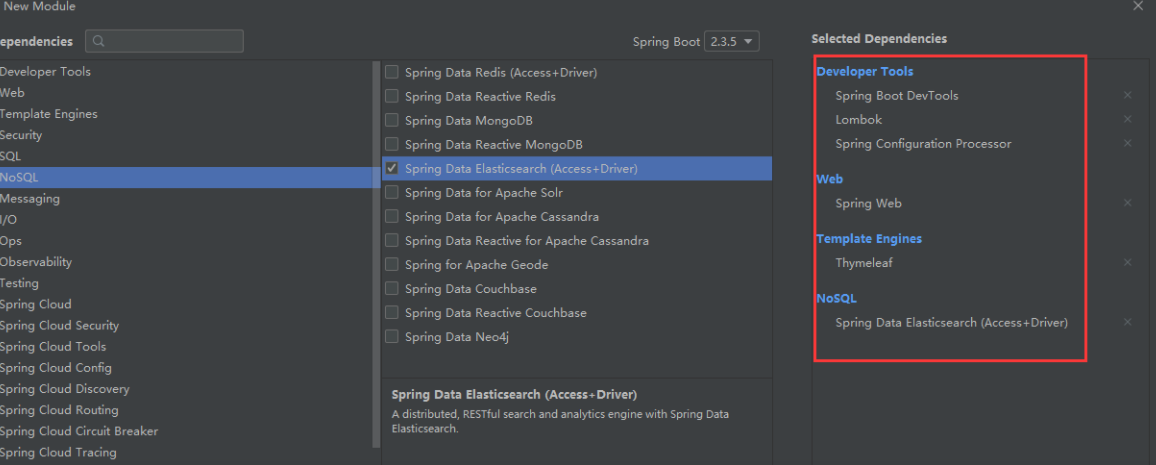 New Module
ependencies
Spring Boot 2.3.5
Developer Tools
Web
Template Engines
Security
SQL
NoSQL
Messaging
I/O
Ops
Observability
Testing
Spring Cloud
Spring Cloud Security
Spring Cloud Tools
Spring Cloud Config
Spring Cloud Discovery
Spring Cloud Routing
Spring Cloud Circuit Breaker
Spring Cloud Tracing
Spring Data Redis (Access+Driver)
Spring Data Reactive Redis
Spring Data MongoDB
Spring Data Reactive MongoDB
Spring Data Elasticsearch (Access+Driver)
Spring Data for Apache Solr
Spring Data for Apache Cassandra
Spring Data Reactive for Apache Cassandra
Spring for Apache Geode
Spring Data Couchbase
Spring Data Reactive Couchbase
Spring Data Neo4j
Spring Data Elasticsearch (Access+Driver)
A distributed, RESTful search and analytics engine with Spring Data
Elasticsearch.
Selected Dependencies
Developer Tools
Spring Boot DevTools
Lombok
Spring Configuration Processor
Web
Spring Web
Template Engines
Thymeleaf
NoSQL
Spring Data Elasticsearch (Access+Driver)